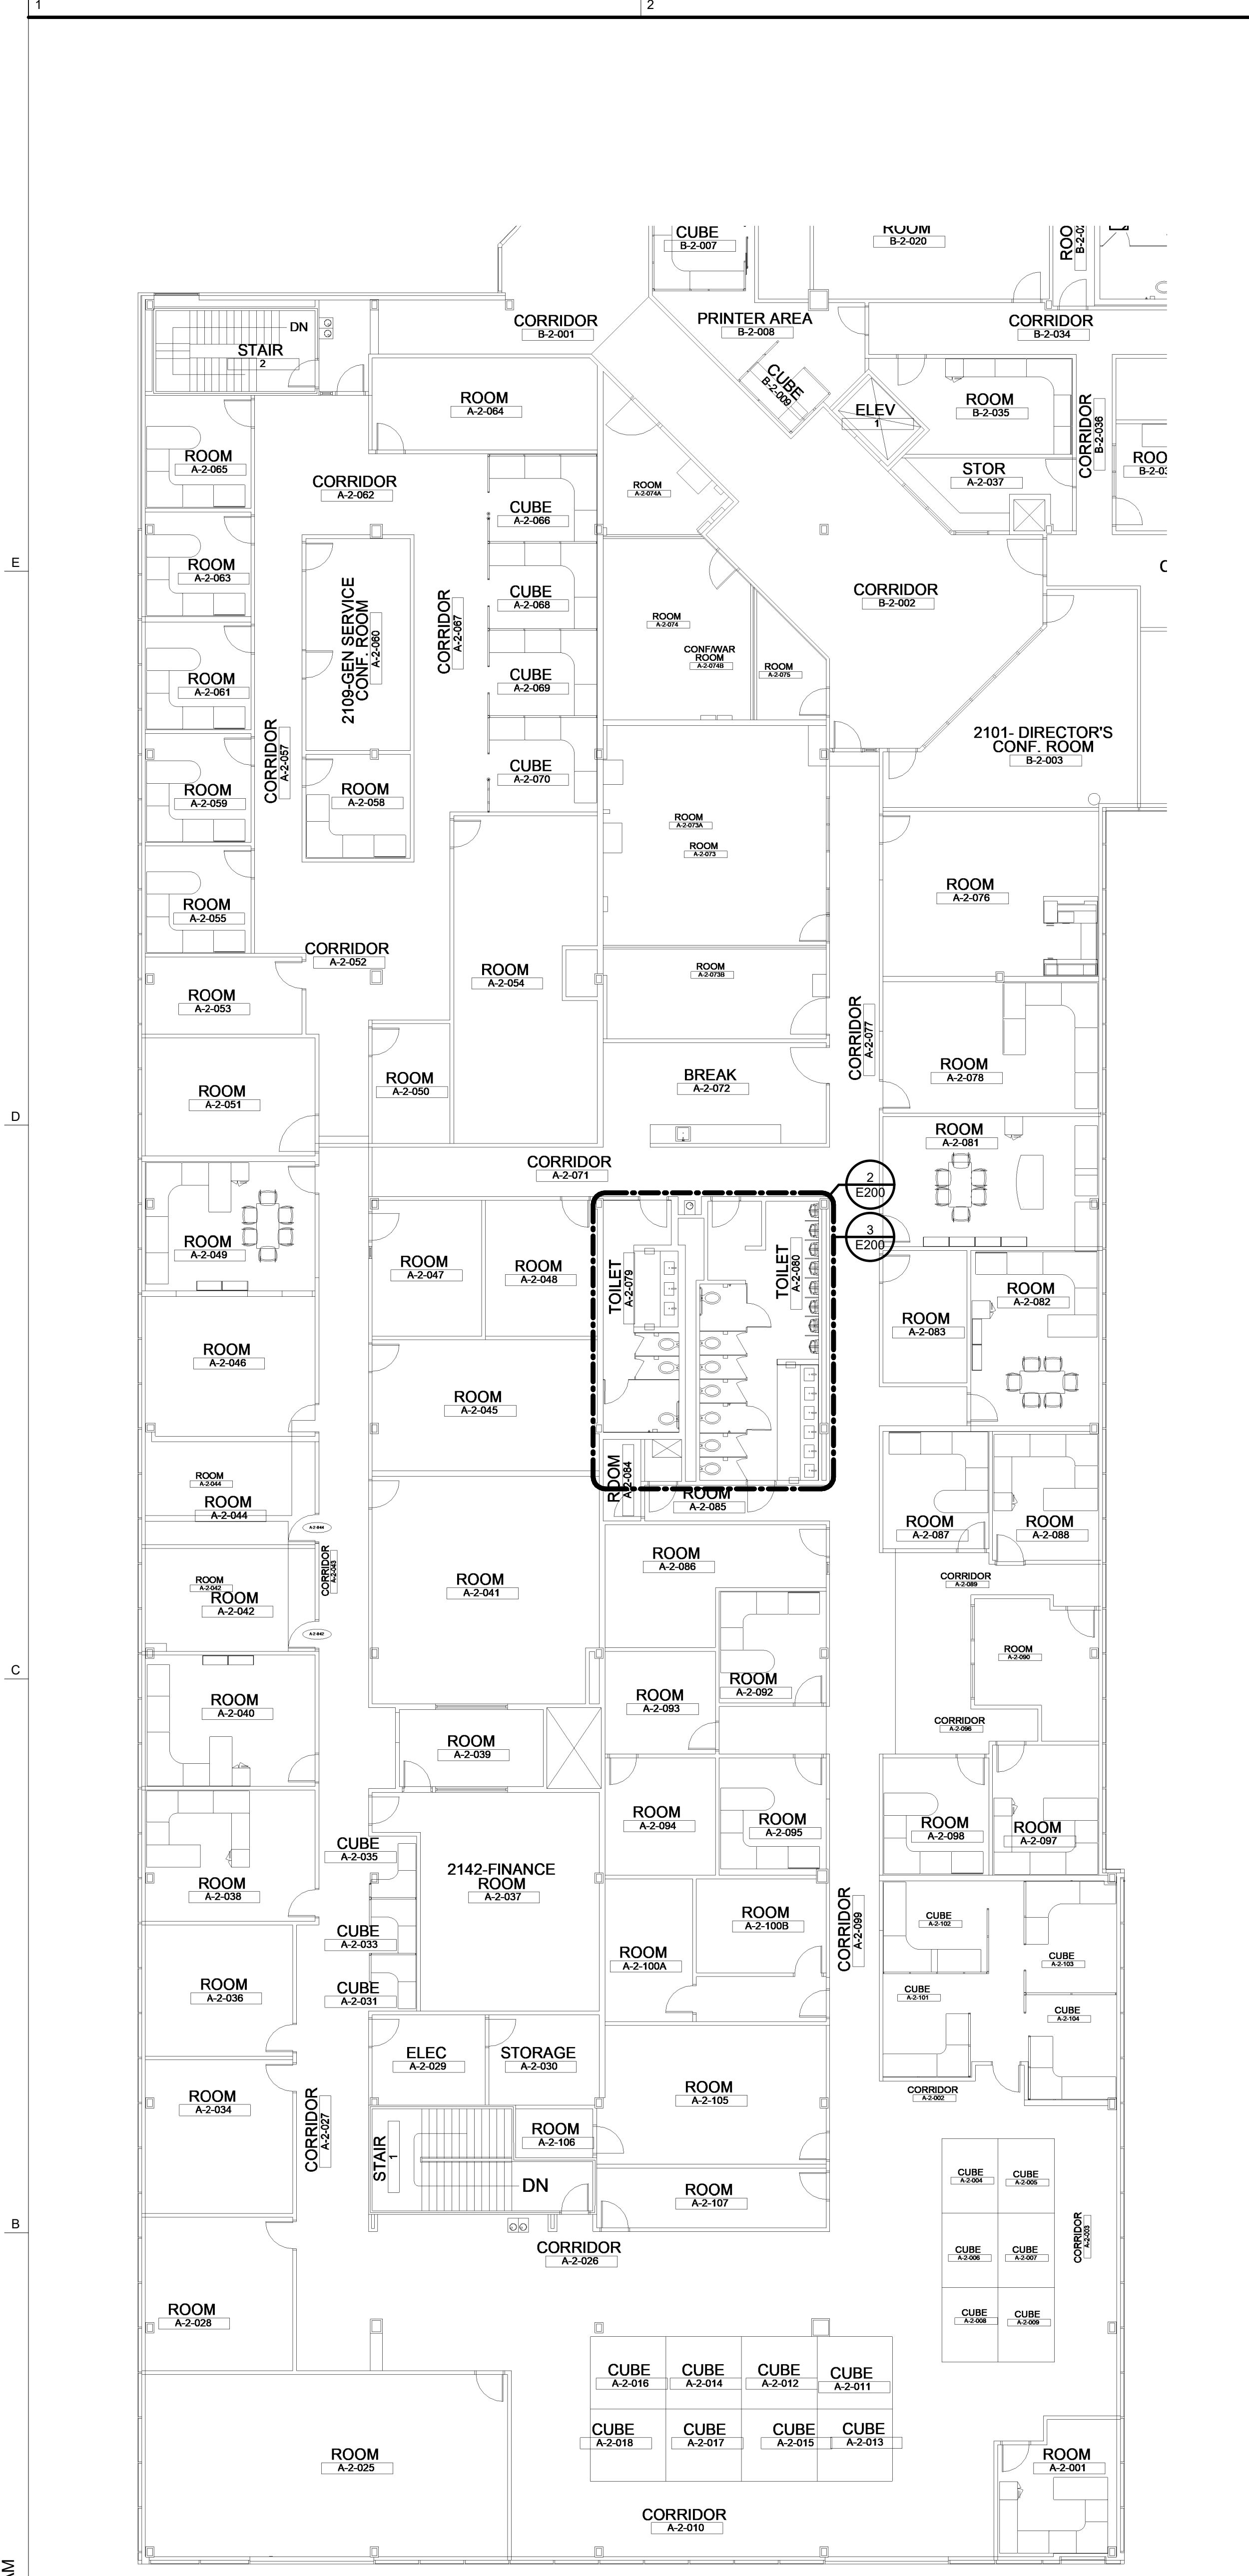 1
2
CUBE
B-2-007
ROOM
B-2-020
PRINTER AREA
B-2-008
CORRIDOR
B-2-001
CORRIDOR
B-2-034
DN
STAIR
2
CUBE
B-2-009
ELEV
1
ROOM
B-2-035
CORRIDOR
B-2-036
ROOM
A-2-064
ROOM
A-2-065
CORRIDOR
A-2-062
STOR
A-2-037
ROOM
A-2-074A
CUBE
A-2-066
E
ROOM
A-2-063
2109-GEN SERVICE
CONF. ROOM
A-2-060
CORRIDOR
A-2-067
CUBE
A-2-068
CORRIDOR
B-2-002
ROOM
A-2-074
CONF/WAR
ROOM
A-2-074B
ROOM
A-2-075
ROOM
A-2-061
CUBE
A-2-069
CORRIDOR
A-2-057
2101- DIRECTOR'S
CONF. ROOM
B-2-003
CUBE
A-2-070
ROOM
A-2-059
ROOM
A-2-058
ROOM
A-2-073A
ROOM
A-2-073
ROOM
A-2-076
ROOM
A-2-055
CORRIDOR
A-2-052
ROOM
A-2-054
ROOM
A-2-073B
ROOM
A-2-053
CORRIDOR
A-2-077
ROOM
A-2-051
ROOM
A-2-050
BREAK
A-2-072
ROOM
A-2-078
D
ROOM
A-2-081
CORRIDOR
A-2-071
2
E200
3
E200
ROOM
A-2-049
ROOM
A-2-047
ROOM
A-2-048
TOILET
A-2-079
TOILET
A-2-080
ROOM
A-2-083
ROOM
A-2-082
ROOM
A-2-046
ROOM
A-2-045
ROOM
A-2-044
ROOM
A-2-044
A-2-044
ROOM
A-2-084
ROOM
A-2-085
ROOM
A-2-087
ROOM
A-2-088
CORRIDOR
A-2-043
ROOM
A-2-042
ROOM
A-2-042
A-2-042
ROOM
A-2-041
ROOM
A-2-086
CORRIDOR
A-2-089
ROOM
A-2-090
C
ROOM
A-2-040
ROOM
A-2-093
ROOM
A-2-092
CORRIDOR
A-2-096
ROOM
A-2-039
ROOM
A-2-094
ROOM
A-2-095
ROOM
A-2-098
ROOM
A-2-097
CUBE
A-2-035
2142-FINANCE
ROOM
A-2-037
ROOM
A-2-038
CUBE
A-2-033
ROOM
A-2-100B
CORRIDOR
A-2-099
CUBE
A-2-102
CUBE
A-2-103
ROOM
A-2-100A
ROOM
A-2-036
CUBE
A-2-031
CUBE
A-2-101
CUBE
A-2-104
ELEC
A-2-029
STORAGE
A-2-030
ROOM
A-2-105
CORRIDOR
A-2-002
ROOM
A-2-034
CORRIDOR
A-2-027
STAIR
1
ROOM
A-2-106
DN
ROOM
A-2-107
CUBE
A-2-004
CUBE
A-2-005
B
CORRIDOR
A-2-003
CORRIDOR
A-2-026
CUBE
A-2-006
CUBE
A-2-007
ROOM
A-2-028
CUBE
A-2-008
CUBE
A-2-009
CUBE
A-2-016
CUBE
A-2-014
CUBE
A-2-012
CUBE
A-2-011
CUBE
A-2-018
CUBE
A-2-017
CUBE
A-2-015
CUBE
A-2-013
ROOM
A-2-025
ROOM
A-2-001
CORRIDOR
A-2-010